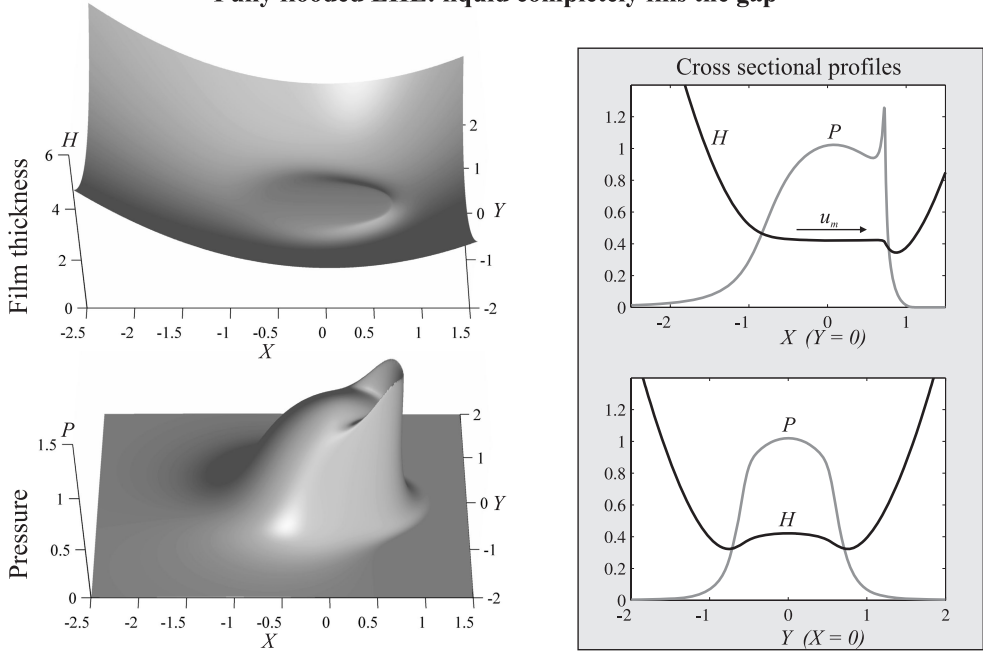 Fully flooded EHL: liquid completely fills the gap
Film thickness
H
6
4
2
0
-2.5 -2 -1.5 -1 -0.5 0 0.5 1 1.5
X
2
1
0 Y
-1
-2
Pressure
P
1.5
1
0.5
0
-2.5 -2 -1.5 -1 -0.5 0 0.5 1 1.5
X
2
1
0 Y
-1
-2
Cross sectional profiles
1.2
1
0.8
0.6
0.4
0.2
0
H
P
u_m
-2 -1 0 1
X (Y = 0)
1.2
1
0.8
0.6
0.4
0.2
0
P
H
-2 -1 0 1 2
Y (X = 0)